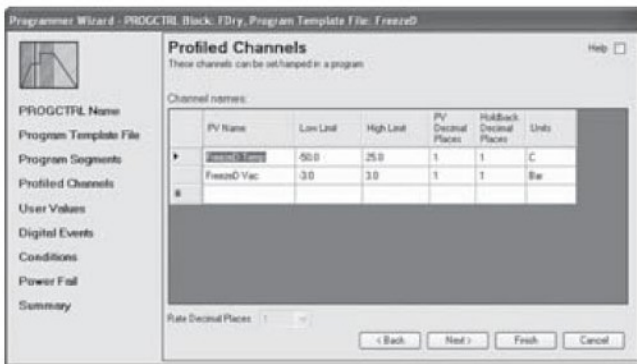 Programmer Wizard - PROGCTRL Block: FDry, Program Template File: FreezeD
Profiled Channels
Help
These channels can be set/ramped in a program
Channel names:
PROGCTRL Name
Program Template File
Program Segments
Profiled Channels
User Values
Digital Events
Conditions
Power Fail
Summary
PV Name Low Limit High Limit PV Decimal Places Holdback Decimal Places Units
FreezeD Temp -50.0 25.0 1 1 C
FreezeD Vac -3.0 3.0 1 1 Bar
Rate Decimal Places 1
< Back Next > Finish Cancel